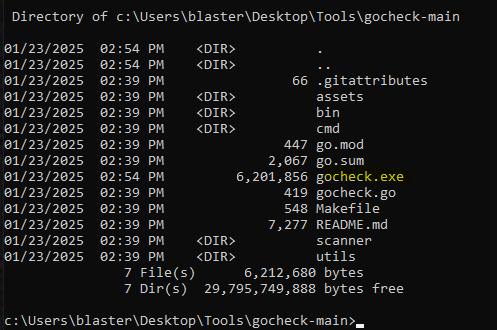 Directory of c:\Users\blaster\Desktop\Tools\gocheck-main
01/23/2025  02:54 PM    <DIR>          .
01/23/2025  02:54 PM    <DIR>          ..
01/23/2025  02:39 PM                66 .gitattributes
01/23/2025  02:39 PM    <DIR>          assets
01/23/2025  02:39 PM    <DIR>          bin
01/23/2025  02:39 PM    <DIR>          cmd
01/23/2025  02:39 PM               447 go.mod
01/23/2025  02:39 PM             2,067 go.sum
01/23/2025  02:54 PM         6,201,856 gocheck.exe
01/23/2025  02:39 PM               419 gocheck.go
01/23/2025  02:39 PM               548 Makefile
01/23/2025  02:39 PM             7,277 README.md
01/23/2025  02:39 PM    <DIR>          scanner
01/23/2025  02:39 PM    <DIR>          utils
7 File(s)      6,212,680 bytes
7 Dir(s)  29,795,749,888 bytes free
c:\Users\blaster\Desktop\Tools\gocheck-main>_